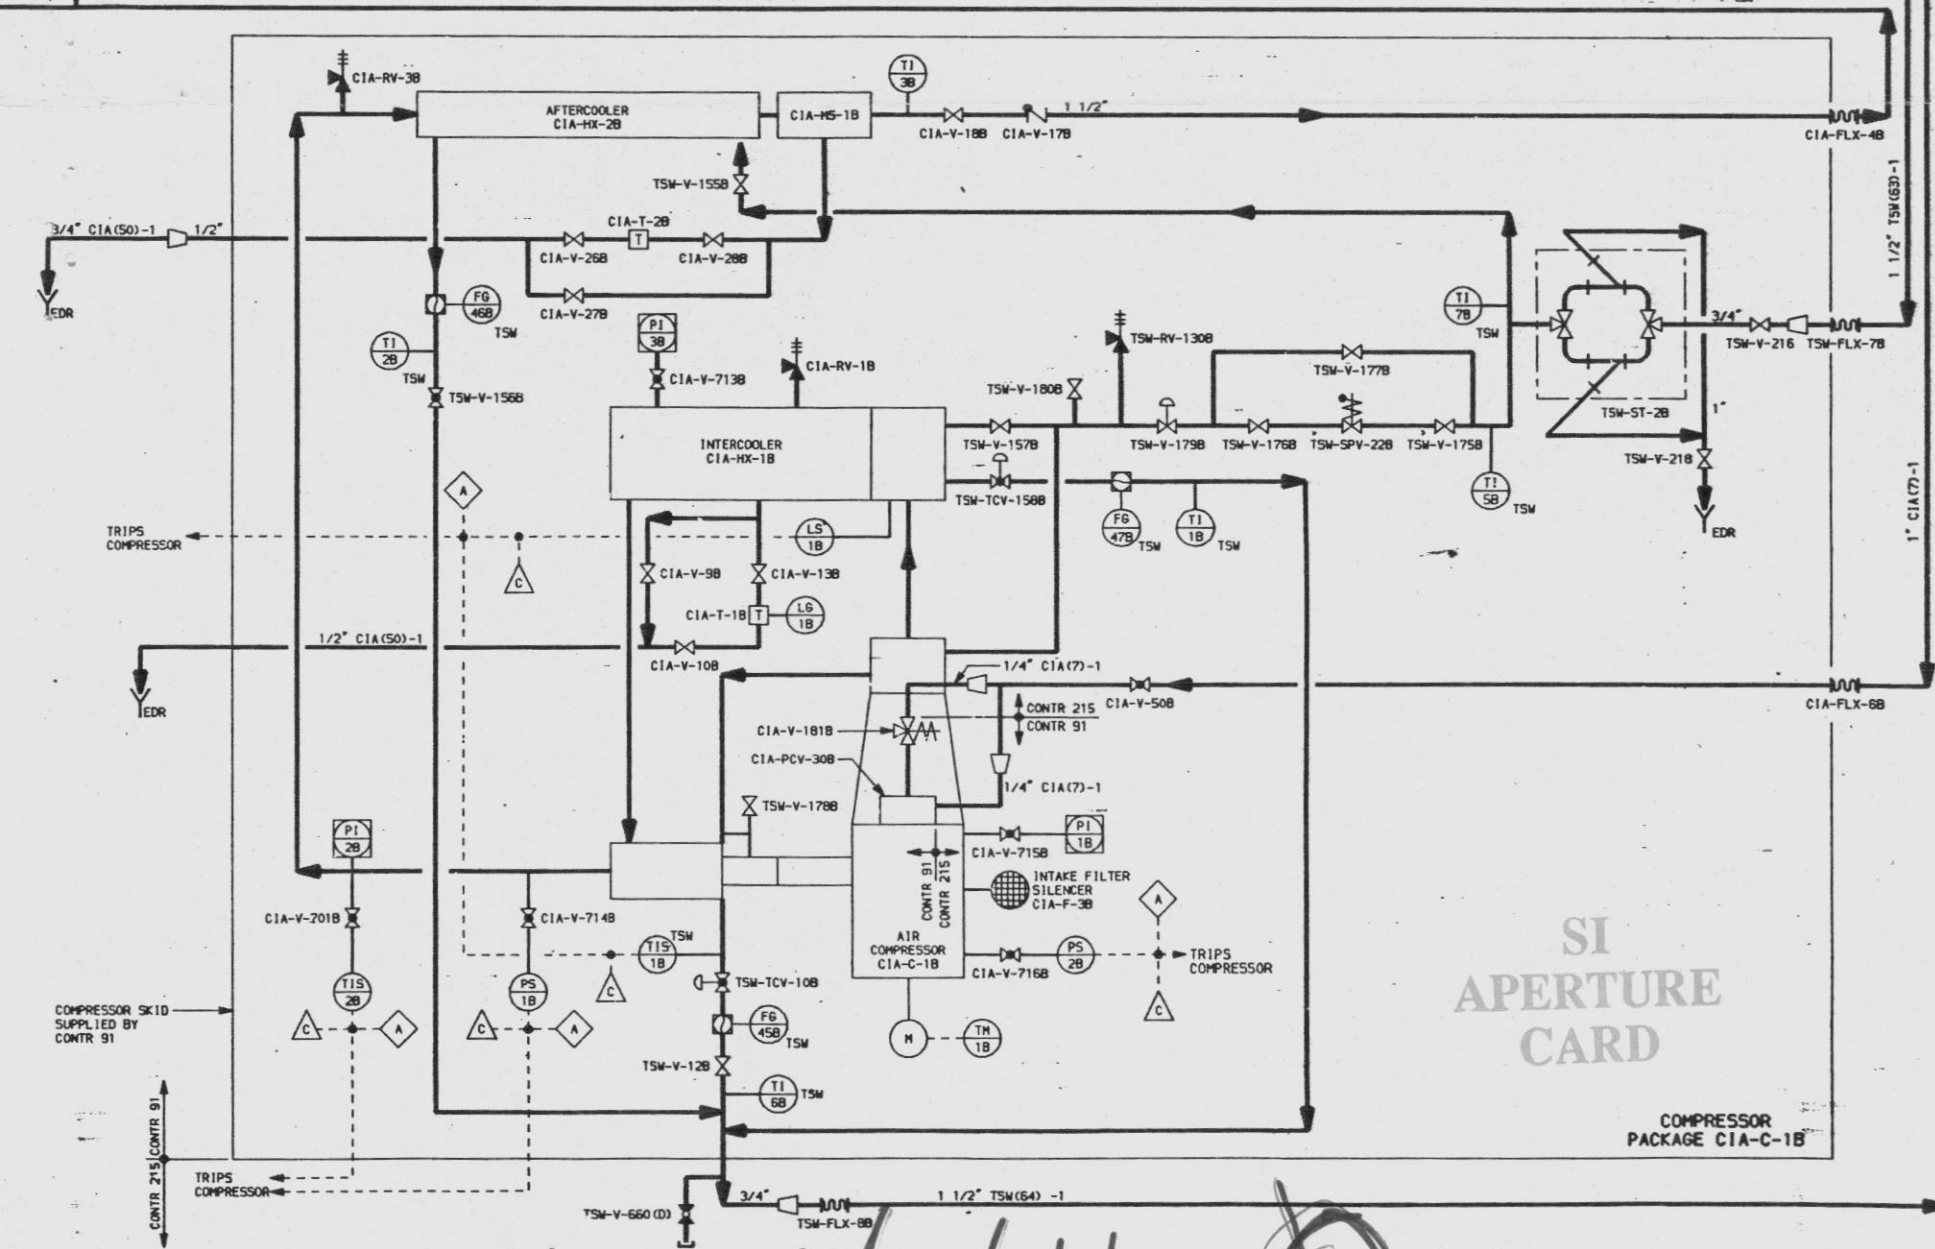 CIA-RV-3B
AFTERCOOLER
CIA-HX-2B
CIA-MS-1B
TI
3B
CIA-V-18B
CIA-V-17B
1 1/2"
CIA-FLX-4B
TSW-V-155B
3/4" CIA(50)-1
1/2"
CIA-T-2B
T
CIA-V-26B
CIA-V-28B
CIA-V-27B
EDR
FG
46B
TSW
TI
2B
TSW
TSW-V-156B
PI
3B
CIA-V-713B
CIA-RV-1B
TSW-RV-130B
TSW-V-180B
TSW-V-177B
TI
7B
TSW
3/4"
TSW-V-216
TSW-FLX-7B
1 1/2" TSW(63)-1
TSW-ST-2B
1"
INTERCOOLER
CIA-HX-1B
TSW-V-157B
TSW-V-179B
TSW-V-176B
TSW-SPV-22B
TSW-V-175B
TSW-V-218
TSW-TCV-158B
FG
47B
TSW
TI
1B
TSW
TI
5B
TSW
EDR
1" CIA(7)-1
A
TRIPS
COMPRESSOR
C
LS
1B
CIA-V-9B
CIA-V-13B
CIA-T-1B
T
LG
1B
1/2" CIA(50)-1
CIA-V-10B
EDR
1/4" CIA(7)-1
CIA-V-50B
CIA-FLX-6B
CONTR 215
CONTR 91
CIA-V-181B
CIA-PCV-30B
1/4" CIA(7)-1
TSW-V-178B
PI
2B
CIA-V-715B
PI
1B
CONTR 91
CONTR 215
INTAKE FILTER
SILENCER
CIA-F-3B
CIA-V-701B
CIA-V-714B
TIS
1B
TSW
AIR
COMPRESSOR
CIA-C-1B
CIA-V-716B
PS
2B
A
TRIPS
COMPRESSOR
C
TIS
2B
PS
1B
C
TSW-TCV-10B
COMPRESSOR SKID
SUPPLIED BY
CONTR 91
C
A
C
A
FG
45B
TSW
M
TM
1B
TSW-V-12B
TI
6B
TSW
SI
APERTURE
CARD
COMPRESSOR
PACKAGE CIA-C-1B
CONTR 91
CONTR 215
TRIPS
COMPRESSOR
TSW-V-660(D)
3/4"
TSW-FLX-8B
1 1/2" TSW(64) -1